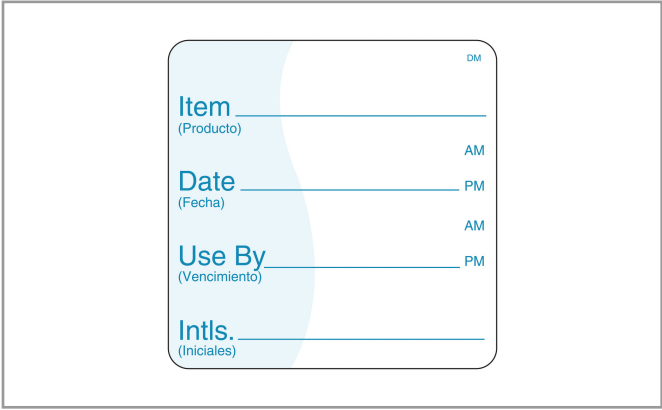 DM
Item
(Producto)
AM
Date PM
(Fecha)
AM
Use By PM
(Vencimiento)
Intls.
(Iniciales)